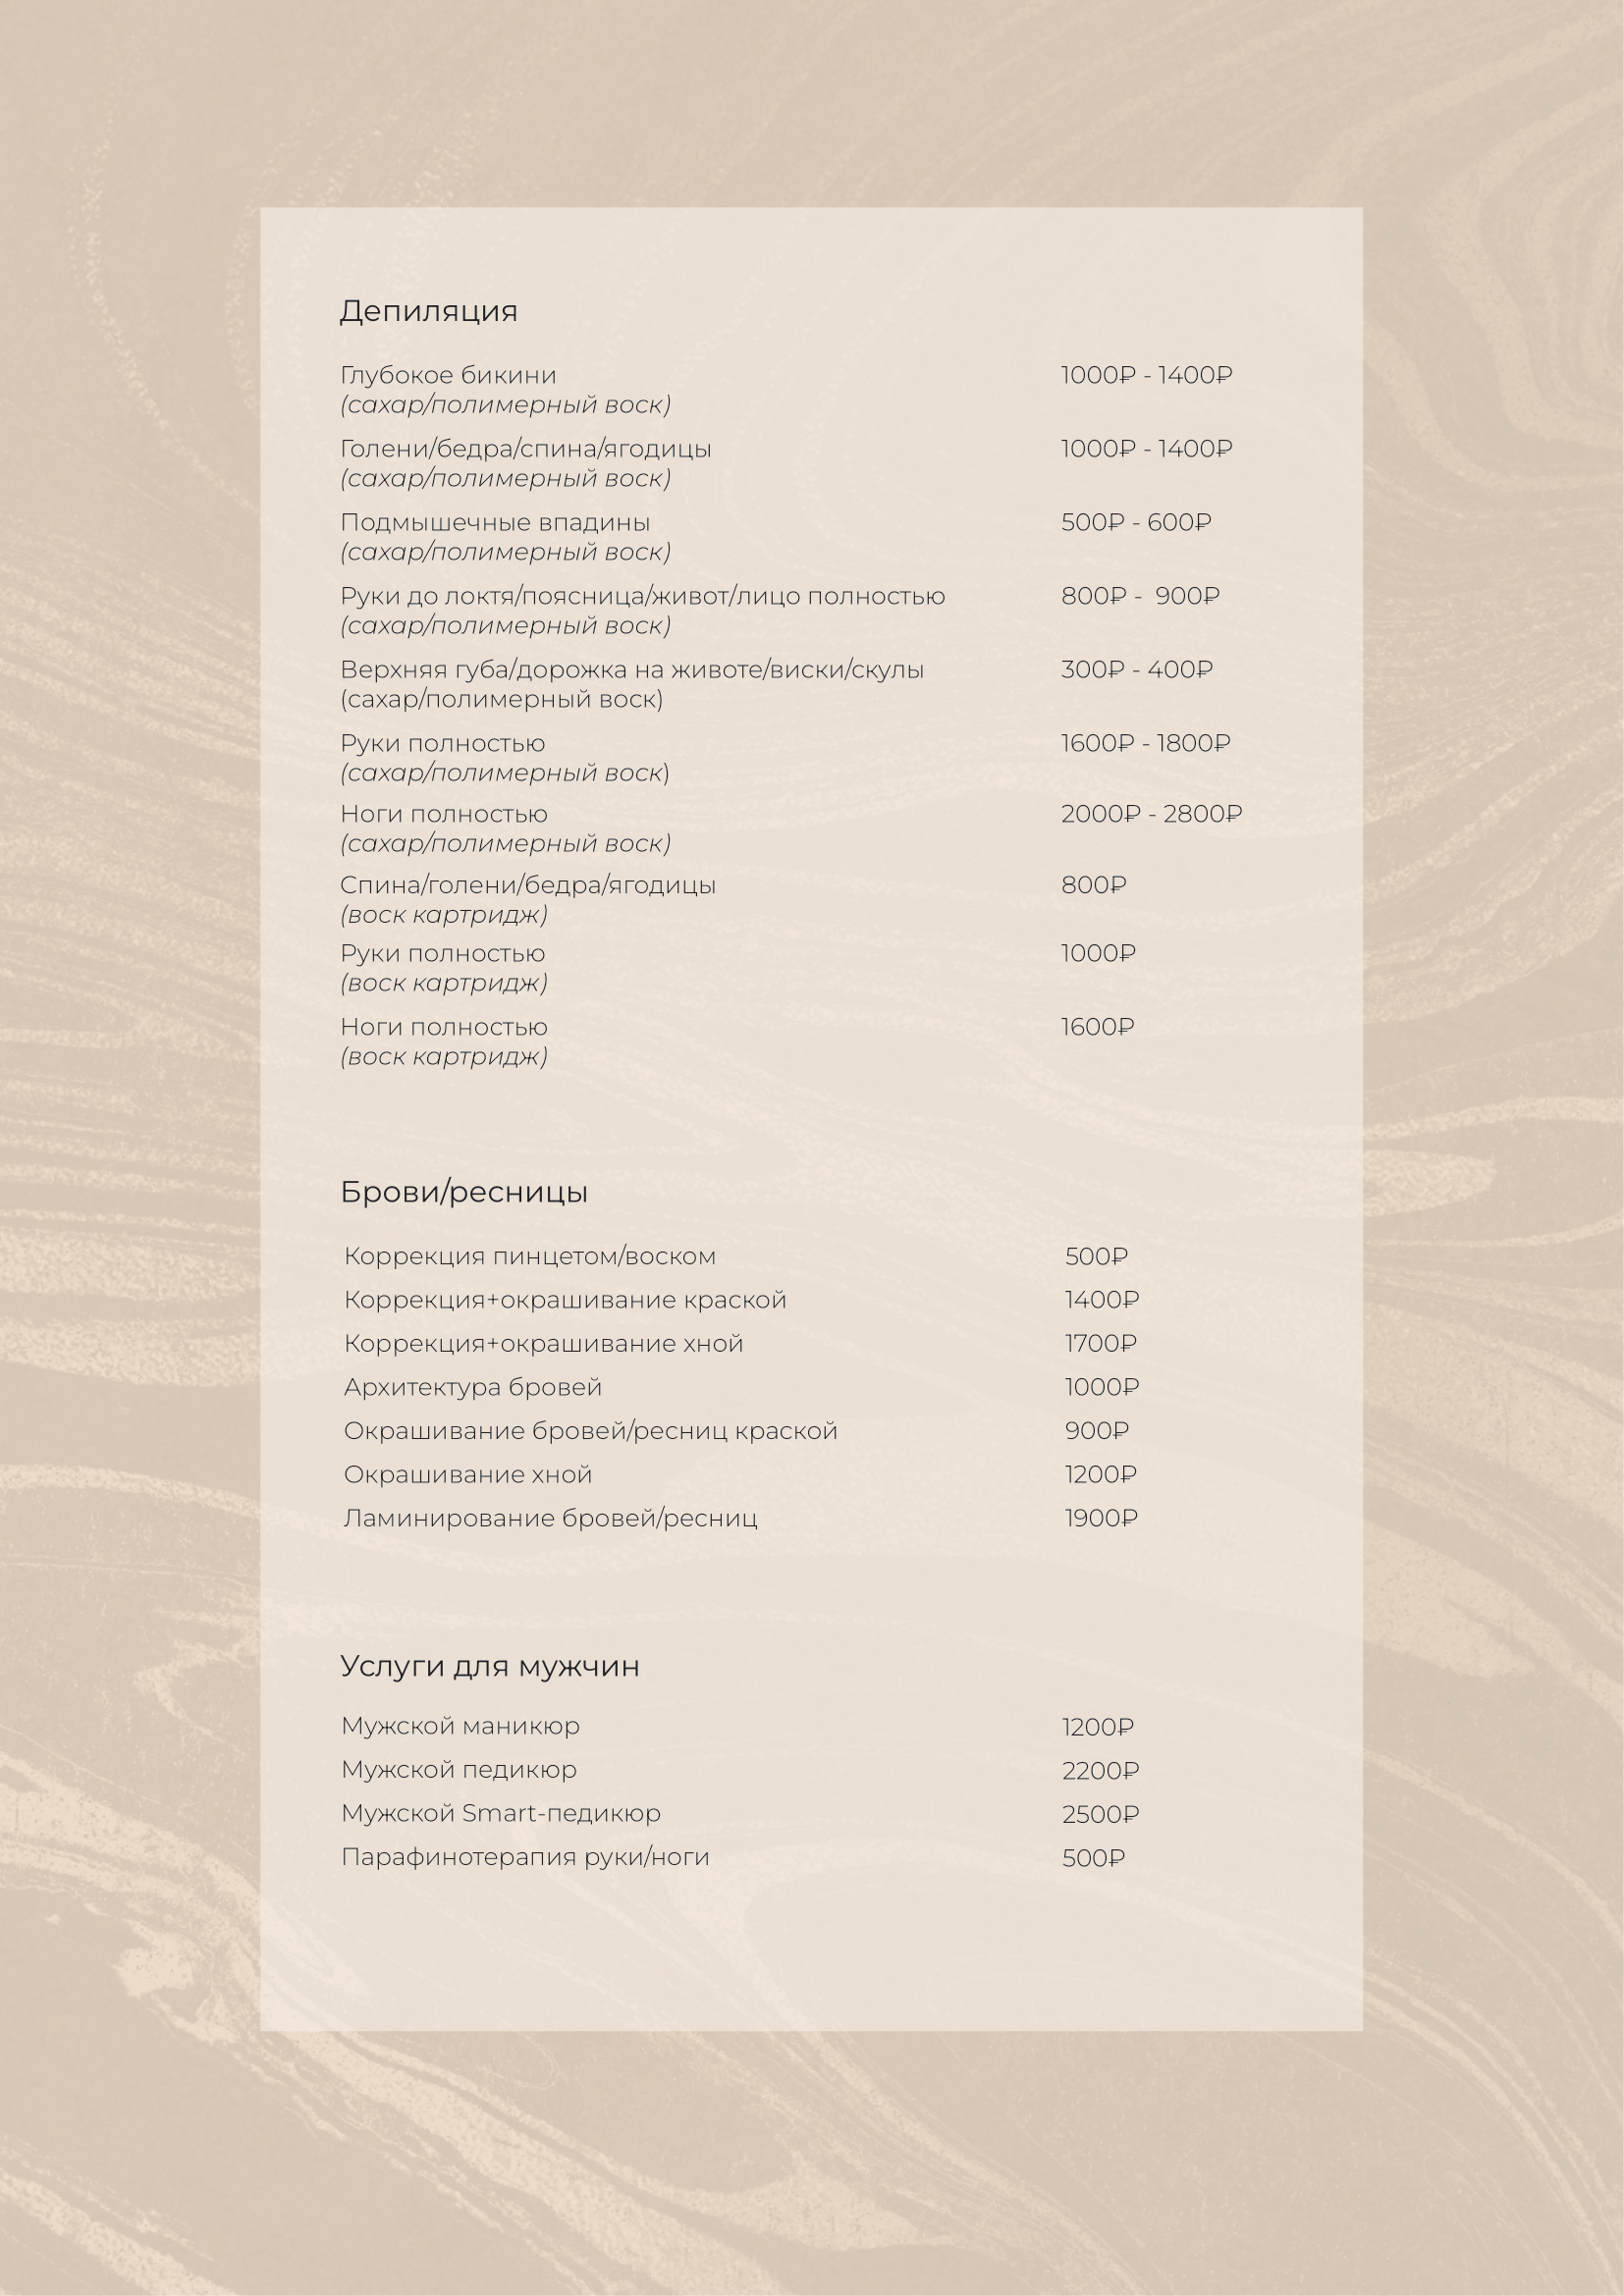 Депиляция
Глубокое бикини 1000₽ - 1400₽
(сахар/полимерный воск)
Голени/бедра/спина/ягодицы 1000₽ - 1400₽
(сахар/полимерный воск)
Подмышечные впадины 500₽ - 600₽
(сахар/полимерный воск)
Руки до локтя/поясница/живот/лицо полностью 800₽ -  900₽
(сахар/полимерный воск)
Верхняя губа/дорожка на животе/виски/скулы 300₽ - 400₽
(сахар/полимерный воск)
Руки полностью 1600₽ - 1800₽
(сахар/полимерный воск)
Ноги полностью 2000₽ - 2800₽
(сахар/полимерный воск)
Спина/голени/бедра/ягодицы 800₽
(воск картридж)
Руки полностью 1000₽
(воск картридж)
Ноги полностью 1600₽
(воск картридж)
Брови/ресницы
Коррекция пинцетом/воском 500₽
Коррекция+окрашивание краской 1400₽
Коррекция+окрашивание хной 1700₽
Архитектура бровей 1000₽
Окрашивание бровей/ресниц краской 900₽
Окрашивание хной 1200₽
Ламинирование бровей/ресниц 1900₽
Услуги для мужчин
Мужской маникюр 1200₽
Мужской педикюр 2200₽
Мужской Smart-педикюр 2500₽
Парафинотерапия руки/ноги 500₽